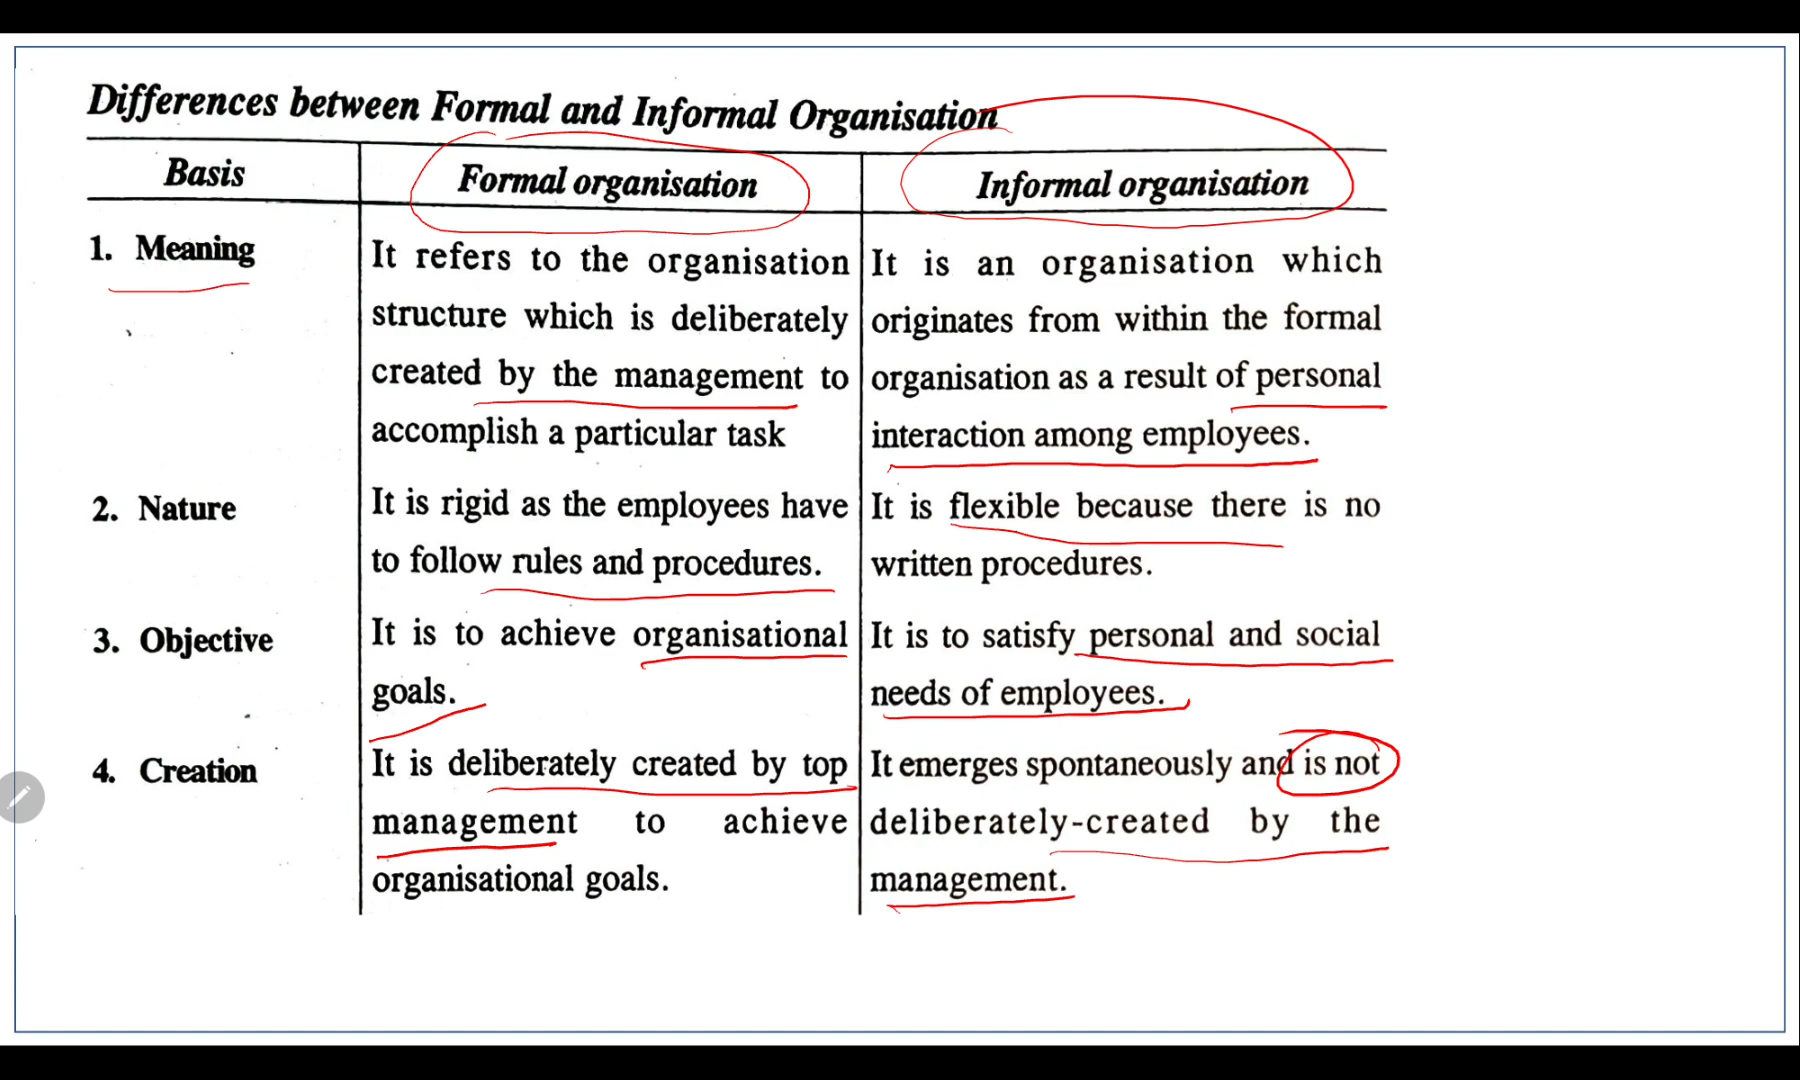 Differences between Formal and Informal Organisation
Basis
Formal organisation
Informal organisation
1. Meaning
It refers to the organisation
structure which is deliberately
created by the management to
accomplish a particular task
It is an organisation which
originates from within the formal
organisation as a result of personal
interaction among employees.
2. Nature
It is rigid as the employees have
to follow rules and procedures.
It is flexible because there is no
written procedures.
3. Objective
It is to achieve organisational
goals.
It is to satisfy personal and social
needs of employees.
4. Creation
It is deliberately created by top
management to achieve
organisational goals.
It emerges spontaneously and is not
deliberately-created by the
management.